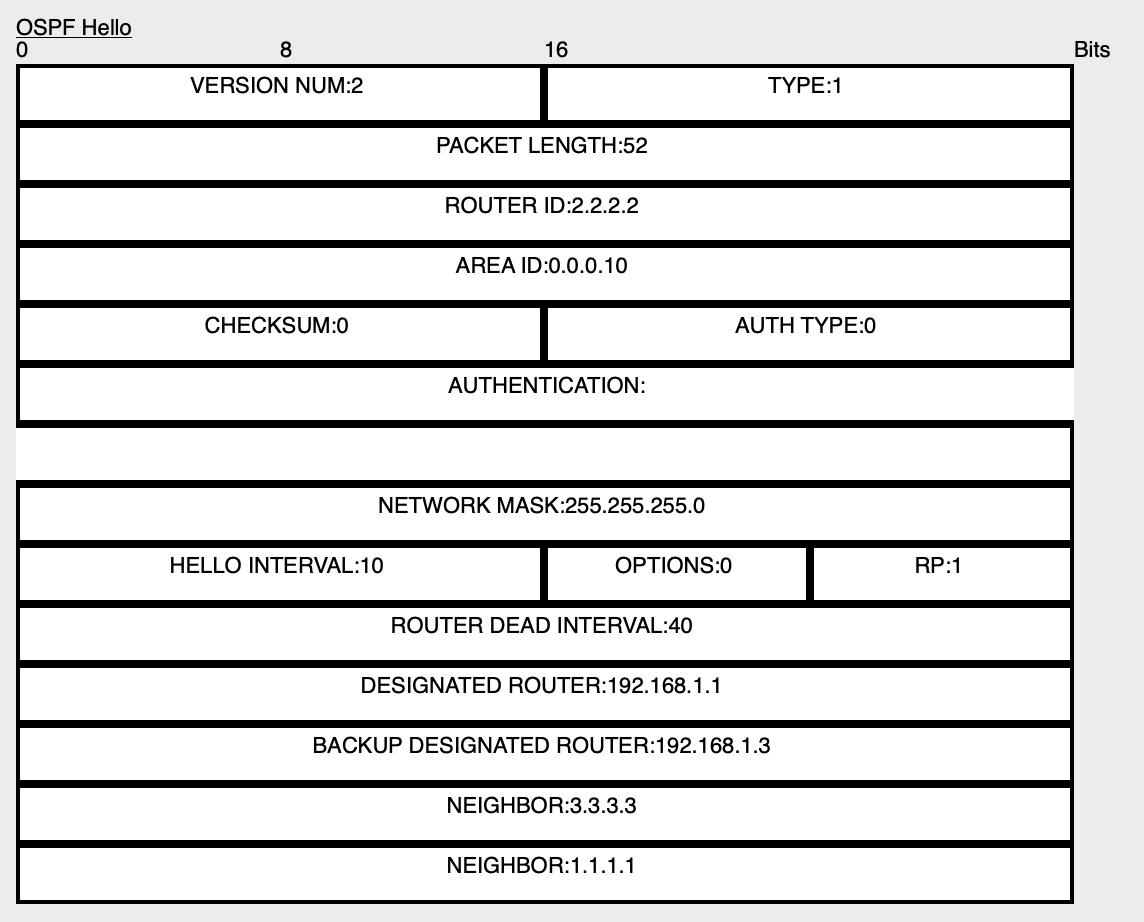 OSPF Hello
0 8 16 Bits
VERSION NUM:2 TYPE:1
PACKET LENGTH:52
ROUTER ID:2.2.2.2
AREA ID:0.0.0.10
CHECKSUM:0 AUTH TYPE:0
AUTHENTICATION:
NETWORK MASK:255.255.255.0
HELLO INTERVAL:10 OPTIONS:0 RP:1
ROUTER DEAD INTERVAL:40
DESIGNATED ROUTER:192.168.1.1
BACKUP DESIGNATED ROUTER:192.168.1.3
NEIGHBOR:3.3.3.3
NEIGHBOR:1.1.1.1